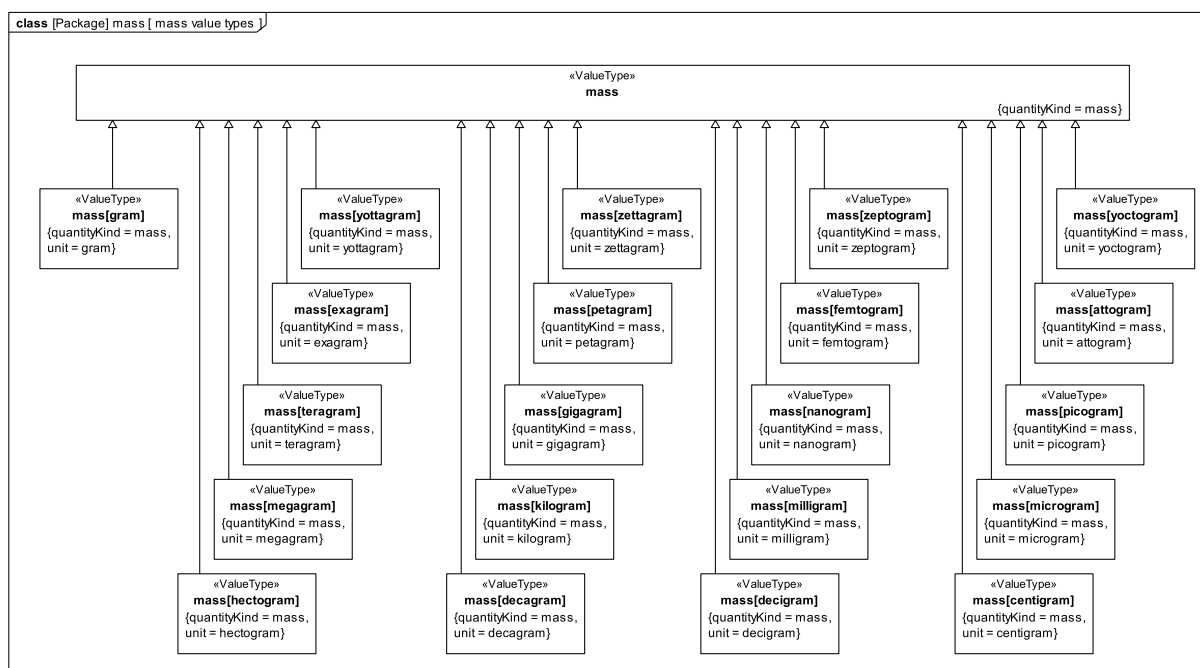 class [Package] mass [ mass value types ]
«ValueType»
mass
{quantityKind = mass}
«ValueType»
mass[gram]
{quantityKind = mass,
unit = gram}
«ValueType»
mass[yottagram]
{quantityKind = mass,
unit = yottagram}
«ValueType»
mass[zettagram]
{quantityKind = mass,
unit = zettagram}
«ValueType»
mass[zeptogram]
{quantityKind = mass,
unit = zeptogram}
«ValueType»
mass[yoctogram]
{quantityKind = mass,
unit = yoctogram}
«ValueType»
mass[exagram]
{quantityKind = mass,
unit = exagram}
«ValueType»
mass[petagram]
{quantityKind = mass,
unit = petagram}
«ValueType»
mass[femtogram]
{quantityKind = mass,
unit = femtogram}
«ValueType»
mass[attogram]
{quantityKind = mass,
unit = attogram}
«ValueType»
mass[teragram]
{quantityKind = mass,
unit = teragram}
«ValueType»
mass[gigagram]
{quantityKind = mass,
unit = gigagram}
«ValueType»
mass[nanogram]
{quantityKind = mass,
unit = nanogram}
«ValueType»
mass[picogram]
{quantityKind = mass,
unit = picogram}
«ValueType»
mass[megagram]
{quantityKind = mass,
unit = megagram}
«ValueType»
mass[kilogram]
{quantityKind = mass,
unit = kilogram}
«ValueType»
mass[milligram]
{quantityKind = mass,
unit = milligram}
«ValueType»
mass[microgram]
{quantityKind = mass,
unit = microgram}
«ValueType»
mass[hectogram]
{quantityKind = mass,
unit = hectogram}
«ValueType»
mass[decagram]
{quantityKind = mass,
unit = decagram}
«ValueType»
mass[decigram]
{quantityKind = mass,
unit = decigram}
«ValueType»
mass[centigram]
{quantityKind = mass,
unit = centigram}